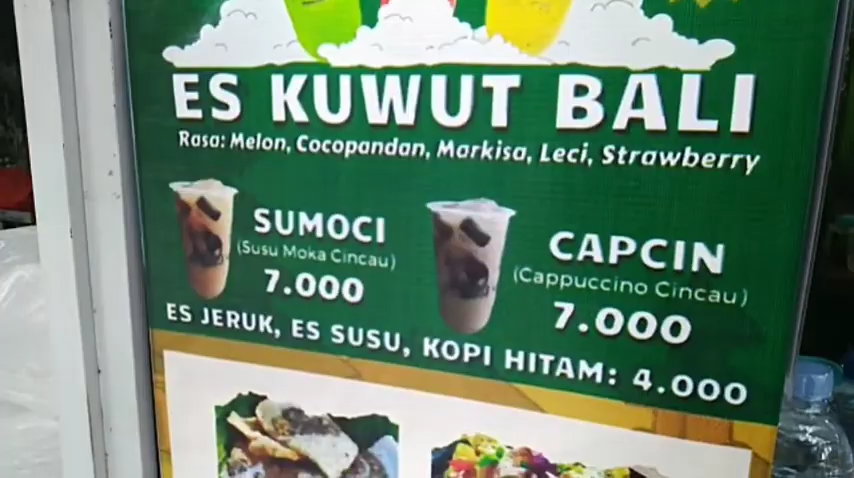 ES KUWUT BALI
Rasa: Melon, Cocopandan, Markisa, Leci, Strawberry
SUMOCI
(Susu Moka Cincau)
7.000
CAPCIN
(Cappuccino Cincau)
7.000
ES JERUK, ES SUSU, KOPI HITAM: 4.000